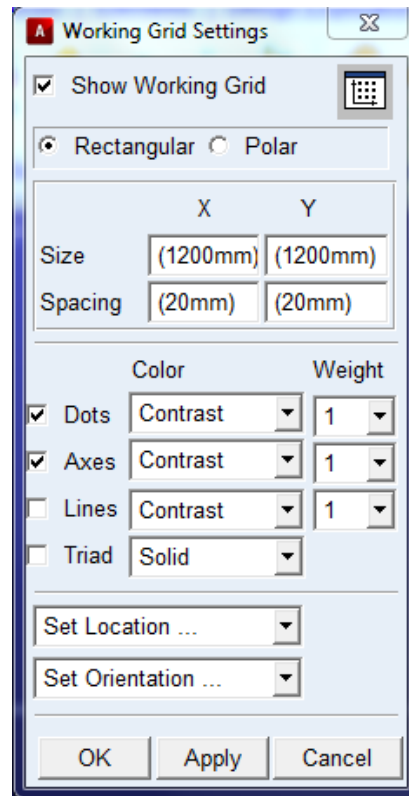 Working Grid Settings
Show Working Grid
Rectangular Polar
X Y
Size (1200mm) (1200mm)
Spacing (20mm) (20mm)
Color Weight
Dots Contrast 1
Axes Contrast 1
Lines Contrast 1
Triad Solid
Set Location ...
Set Orientation ...
OK Apply Cancel